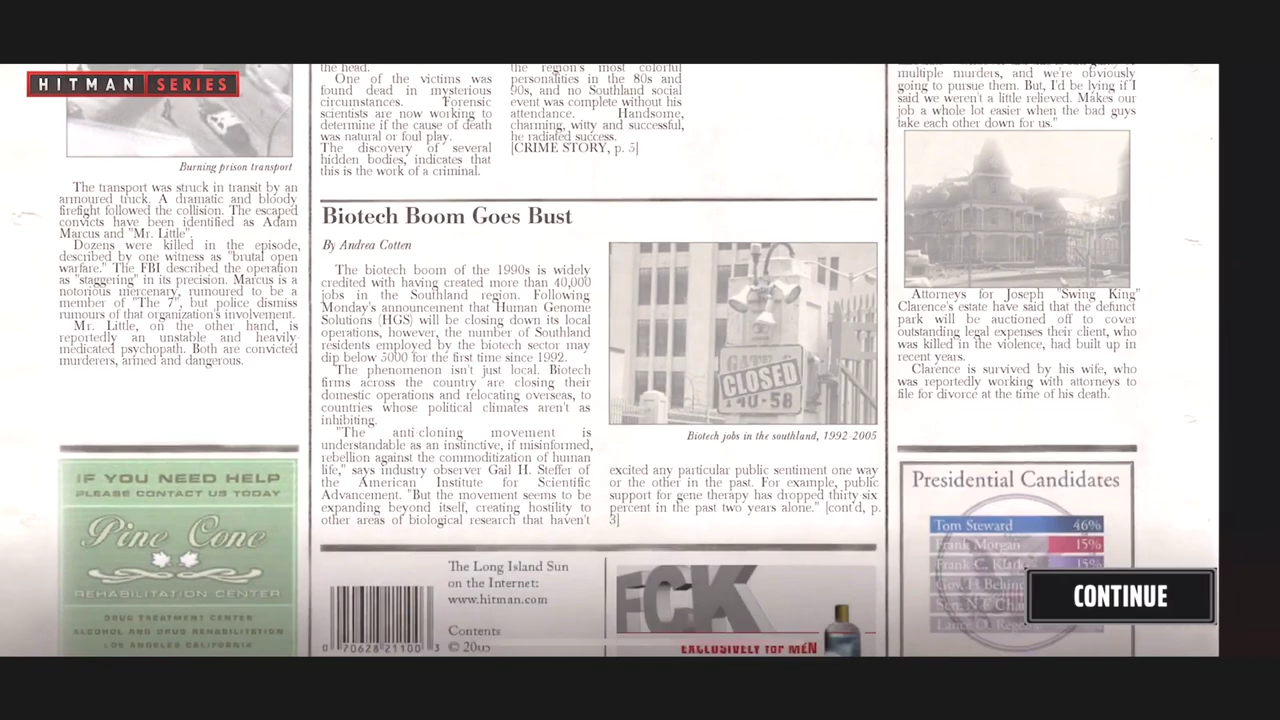 HITMAN SERIES
Burning prison transport
The transport was struck in transit by an
armoured truck. A dramatic and bloody
firefight followed the collision. The escaped
convicts have been identified as Adam
Marcus and "Mr. Little".
Dozens were killed in the episode,
described by one witness as "brutal open
warfare." The FBI described the operation
as "staggering" in its precision. Marcus is a
notorious mercenary, rumoured to be a
member of "The 7", but police dismiss
rumours of that organization's involvement.
Mr. Little, on the other hand, is
reportedly an unstable and heavily-
medicated psychopath. Both are convicted
murderers, armed and dangerous.
IF YOU NEED HELP
PLEASE CONTACT US TODAY
Pine Cone
REHABILITATION CENTER
DRUG TREATMENT CENTER
ALCOHOL AND DRUG REHABILITATION
LOS ANGELES CALIFORNIA
the head.
One of the victims was
found dead in mysterious
circumstances. Forensic
scientists are now working to
determine if the cause of death
was natural or foul play.
The discovery of several
hidden bodies, indicates that
this is the work of a criminal.
the region's most colorful
personalities in the 80s and
90s, and no Southland social
event was complete without his
attendance. Handsome,
charming, witty and successful,
he radiated success.
[CRIME STORY, p. 5]
Biotech Boom Goes Bust
By Andrea Cotten
The biotech boom of the 1990s is widely
credited with having created more than 40,000
jobs in the Southland region. Following
Monday's announcement that Human Genome
Solutions (HGS) will be closing down its local
operations, however, the number of Southland
residents employed by the biotech sector may
dip below 5000 for the first time since 1992.
The phenomenon isn't just local. Biotech
firms across the country are closing their
domestic operations and relocating overseas, to
countries whose political climates aren't as
inhibiting.
"The anti-cloning movement is
understandable as an instinctive, if misinformed,
rebellion against the commoditization of human
life," says industry observer Gail H. Steffer of
the American Institute for Scientific
Advancement. "But the movement seems to be
expanding beyond itself, creating hostility to
other areas of biological research that haven't
CLOSED
Biotech jobs in the southland, 1992-2005
excited any particular public sentiment one way
or the other in the past. For example, public
support for gene therapy has dropped thirty six
percent in the past two years alone." [cont'd, p.
3]
The Long Island Sun
on the Internet:
www.hitman.com
Contents
0 70628 21100 3
FCK
EXCLUSIVELY for MEN
multiple murders, and we're obviously
going to pursue them. But, I'd be lying if I
said we weren't a little relieved. Makes our
job a whole lot easier when the bad guys
take each other down for us."
Attorneys for Joseph "Swing King"
Clarence's estate have said that the defunct
park will be auctioned off to cover
outstanding legal expenses their client, who
was killed in the violence, had built up in
recent years.
Clarence is survived by his wife, who
was reportedly working with attorneys to
file for divorce at the time of his death.
Presidential Candidates
Tom Steward 46%
Frank Morgan 15%
Frank C. Klark 15%
CONTINUE